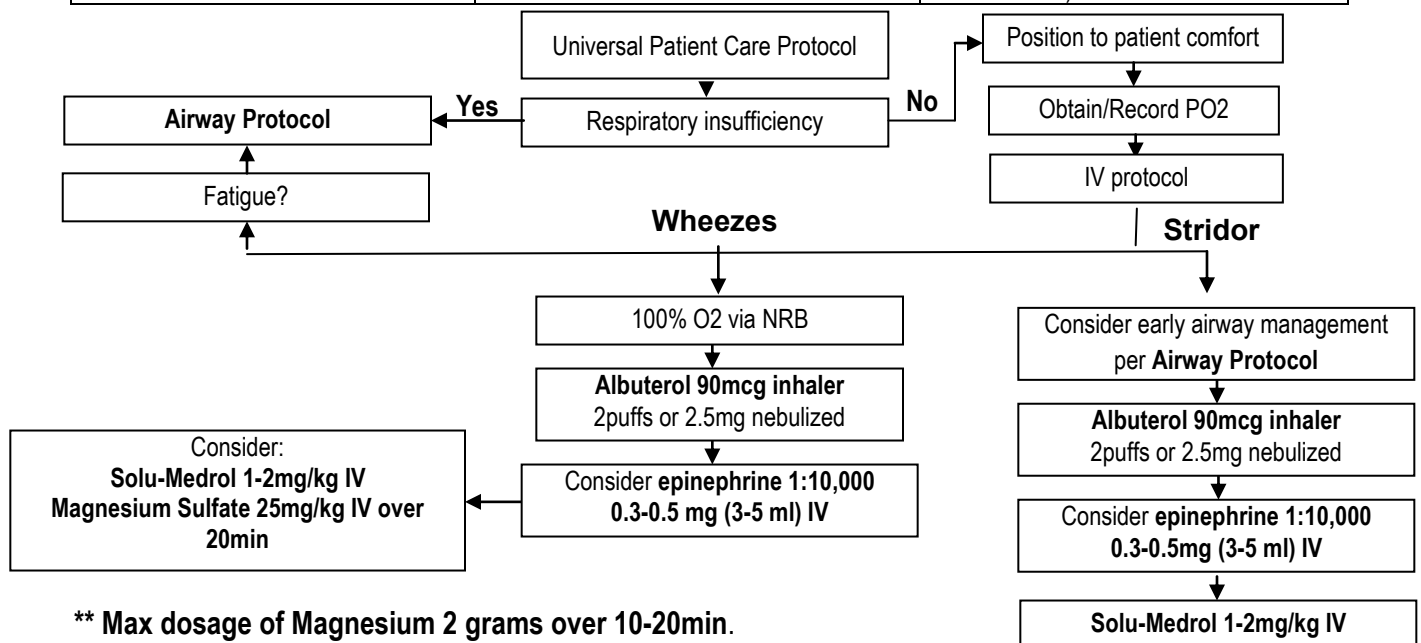 Universal Patient Care Protocol
Respiratory insufficiency
Yes
No
Airway Protocol
Fatigue?
Position to patient comfort
Obtain/Record PO2
IV protocol
Wheezes
Stridor
100% O2 via NRB
Albuterol 90mcg inhaler
2puffs or 2.5mg nebulized
Consider epinephrine 1:10,000
0.3-0.5 mg (3-5 ml) IV
Consider:
Solu-Medrol 1-2mg/kg IV
Magnesium Sulfate 25mg/kg IV over
20min
Consider early airway management
per Airway Protocol
Albuterol 90mcg inhaler
2puffs or 2.5mg nebulized
Consider epinephrine 1:10,000
0.3-0.5mg (3-5 ml) IV
Solu-Medrol 1-2mg/kg IV
** Max dosage of Magnesium 2 grams over 10-20min.